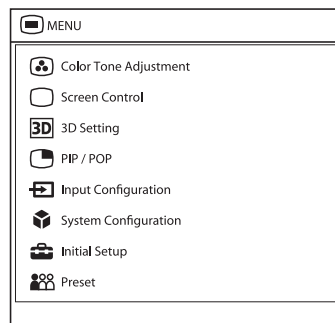 MENU
Color Tone Adjustment
Screen Control
3D 3D Setting
PIP / POP
Input Configuration
System Configuration
Initial Setup
Preset